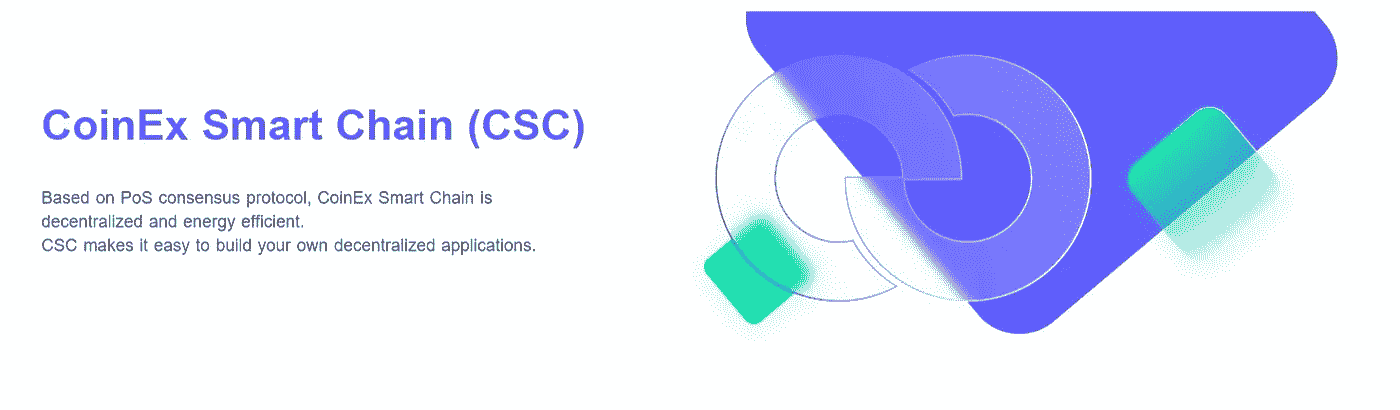 CoinEx Smart Chain (CSC)
Based on PoS consensus protocol, CoinEx Smart Chain is
decentralized and energy efficient.
CSC makes it easy to build your own decentralized applications.